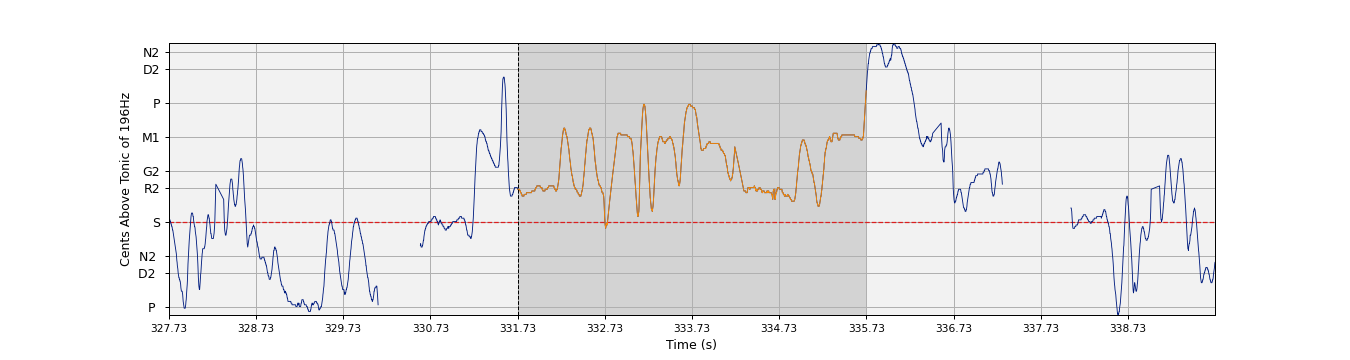 N2
D2
P
M1
G2
R2
S
N2
D2
P
Cents Above Tonic of 196Hz
327.73 328.73 329.73 330.73 331.73 332.73 333.73 334.73 335.73 336.73 337.73 338.73
Time (s)